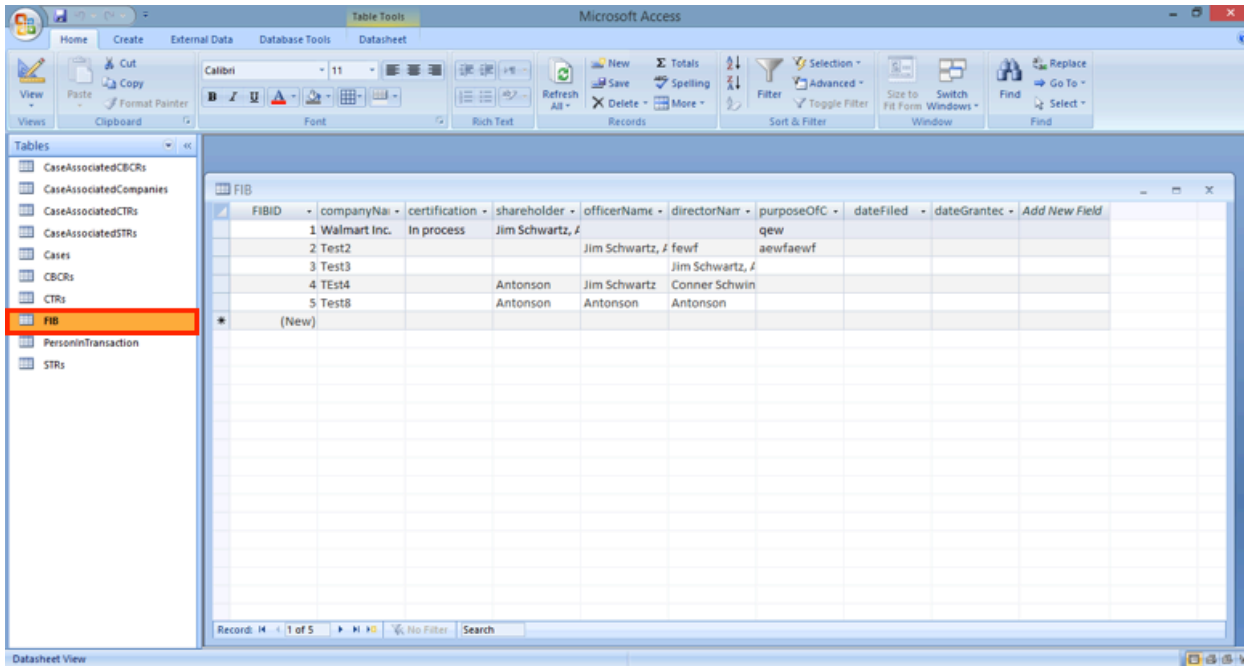 Table Tools Microsoft Access
Home Create External Data Database Tools Datasheet
View
Views
Paste
Cut
Copy
Format Painter
Clipboard
Calibri 11
B I U A
Font
Rich Text
Refresh
All
New
Save
Delete
Σ Totals
Spelling
More
Records
Filter
Selection
Advanced
Toggle Filter
Sort & Filter
Size to
Fit Form
Switch
Windows
Window
Find
Replace
Go To
Select
Find
Tables
CaseAssociatedCBCRs
CaseAssociatedCompanies
CaseAssociatedCTRs
CaseAssociatedSTRs
Cases
CBCRs
CTRs
FIB
PersonInTransaction
STRs
FIB
FIBID companyNa certification shareholder officerName directorNam purposeOfC dateFiled dateGranted Add New Field
1 Walmart Inc. In process Jim Schwartz, A qew
2 Test2 Jim Schwartz, A fewf aewfaewf
3 Test3 Jim Schwartz, A
4 TEst4 Antonson Jim Schwartz Conner Schwin
5 Test8 Antonson Antonson Antonson
(New)
Record: 1 of 5 No Filter Search
Datasheet View